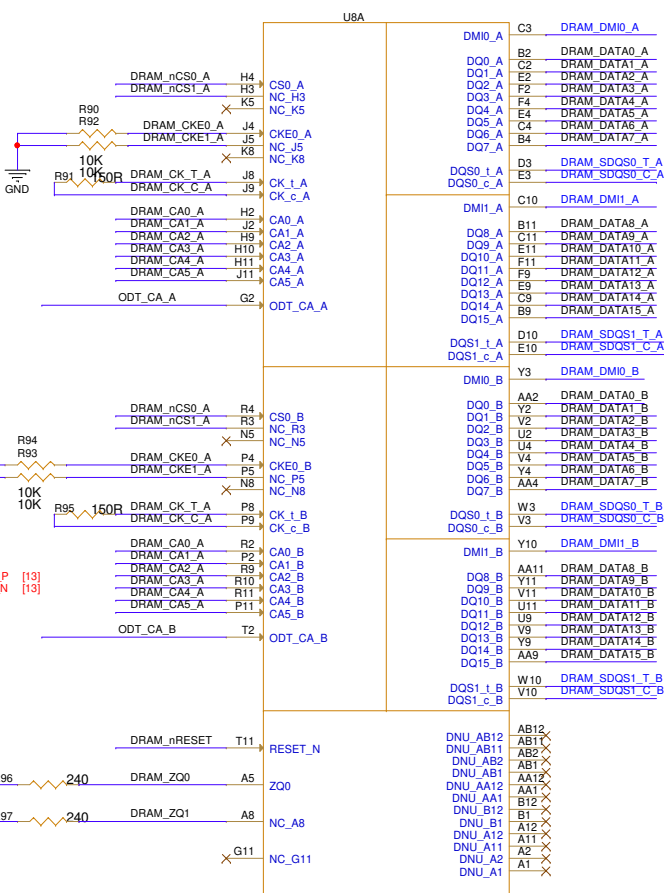 U8A
DRAM_nCS0_A H4 CS0_A
DRAM_nCS1_A H3 NC_H3
K5 NC_K5
R90
R92
DRAM_CKE0_A J4 CKE0_A
DRAM_CKE1_A J5 NC_J5
K8 NC_K8
10K
10K
GND
R91 150R DRAM_CK_T_A J8 CK_t_A
DRAM_CK_C_A J9 CK_c_A
DRAM_CA0_A H2 CA0_A
DRAM_CA1_A J2 CA1_A
DRAM_CA2_A H9 CA2_A
DRAM_CA3_A H10 CA3_A
DRAM_CA4_A H11 CA4_A
DRAM_CA5_A J11 CA5_A
ODT_CA_A G2 ODT_CA_A
DMI0_A C3 DRAM_DMI0_A
DQ0_A B2 DRAM_DATA0_A
DQ1_A C2 DRAM_DATA1_A
DQ2_A E2 DRAM_DATA2_A
DQ3_A F2 DRAM_DATA3_A
DQ4_A F4 DRAM_DATA4_A
DQ5_A E4 DRAM_DATA5_A
DQ6_A C4 DRAM_DATA6_A
DQ7_A B4 DRAM_DATA7_A
DQS0_t_A D3 DRAM_SDQS0_T_A
DQS0_c_A E3 DRAM_SDQS0_C_A
DMI1_A C10 DRAM_DMI1_A
DQ8_A B11 DRAM_DATA8_A
DQ9_A C11 DRAM_DATA9_A
DQ10_A E11 DRAM_DATA10_A
DQ11_A F11 DRAM_DATA11_A
DQ12_A F9 DRAM_DATA12_A
DQ13_A E9 DRAM_DATA13_A
DQ14_A C9 DRAM_DATA14_A
DQ15_A B9 DRAM_DATA15_A
DQS1_t_A D10 DRAM_SDQS1_T_A
DQS1_c_A E10 DRAM_SDQS1_C_A
DRAM_nCS0_A R4 CS0_B
DRAM_nCS1_A R3 NC_R3
N5 NC_N5
R94
R93
DRAM_CKE0_A P4 CKE0_B
DRAM_CKE1_A P5 NC_P5
N8 NC_N8
10K
10K
R95 150R DRAM_CK_T_A P8 CK_t_B
DRAM_CK_C_A P9 CK_c_B
DRAM_CA0_A R2 CA0_B
DRAM_CA1_A P2 CA1_B
DRAM_CA2_A R9 CA2_B
DRAM_CA3_A R10 CA3_B
DRAM_CA4_A R11 CA4_B
DRAM_CA5_A P11 CA5_B
_P [13]
N [13]
ODT_CA_B T2 ODT_CA_B
DMI0_B Y3 DRAM_DMI0_B
DQ0_B AA2 DRAM_DATA0_B
DQ1_B Y2 DRAM_DATA1_B
DQ2_B V2 DRAM_DATA2_B
DQ3_B U2 DRAM_DATA3_B
DQ4_B U4 DRAM_DATA4_B
DQ5_B V4 DRAM_DATA5_B
DQ6_B Y4 DRAM_DATA6_B
DQ7_B AA4 DRAM_DATA7_B
DQS0_t_B W3 DRAM_SDQS0_T_B
DQS0_c_B V3 DRAM_SDQS0_C_B
DMI1_B Y10 DRAM_DMI1_B
DQ8_B AA11 DRAM_DATA8_B
DQ9_B Y11 DRAM_DATA9_B
DQ10_B V11 DRAM_DATA10_B
DQ11_B U11 DRAM_DATA11_B
DQ12_B U9 DRAM_DATA12_B
DQ13_B V9 DRAM_DATA13_B
DQ14_B Y9 DRAM_DATA14_B
DQ15_B AA9 DRAM_DATA15_B
DQS1_t_B W10 DRAM_SDQS1_T_B
DQS1_c_B V10 DRAM_SDQS1_C_B
DRAM_nRESET T11 RESET_N
96 240 DRAM_ZQ0 A5 ZQ0
97 240 DRAM_ZQ1 A8 NC_A8
G11 NC_G11
DNU_AB12 AB12
DNU_AB11 AB11
DNU_AB2 AB2
DNU_AB1 AB1
DNU_AA12 AA12
DNU_AA1 AA1
DNU_B12 B12
DNU_B1 B1
DNU_A12 A12
DNU_A11 A11
DNU_A2 A2
DNU_A1 A1